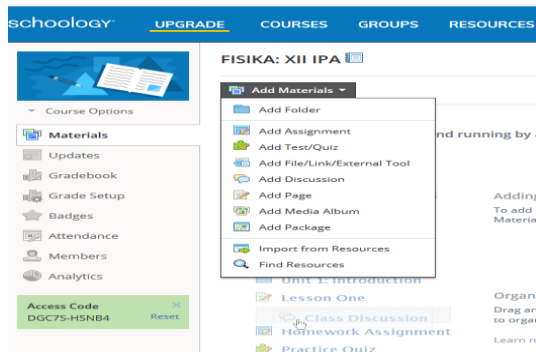 schoology
UPGRADE
COURSES
GROUPS
RESOURCES
FISIKA: XII IPA
Add Materials
Course Options
Materials
Updates
Gradebook
Grade Setup
Badges
Attendance
Members
Analytics
Access Code
DGC75-HSNB4
Reset
Add Folder
Add Assignment
Add Test/Quiz
Add File/Link/External Tool
Add Discussion
Add Page
Add Media Album
Add Package
Import from Resources
Find Resources
nd running by
Adding
To add
Materia
Unit 1: Introduction
Lesson One
Class Discussion
Homework Assignment
Practice Quiz
Organ
Drag an
to organ
Learn m